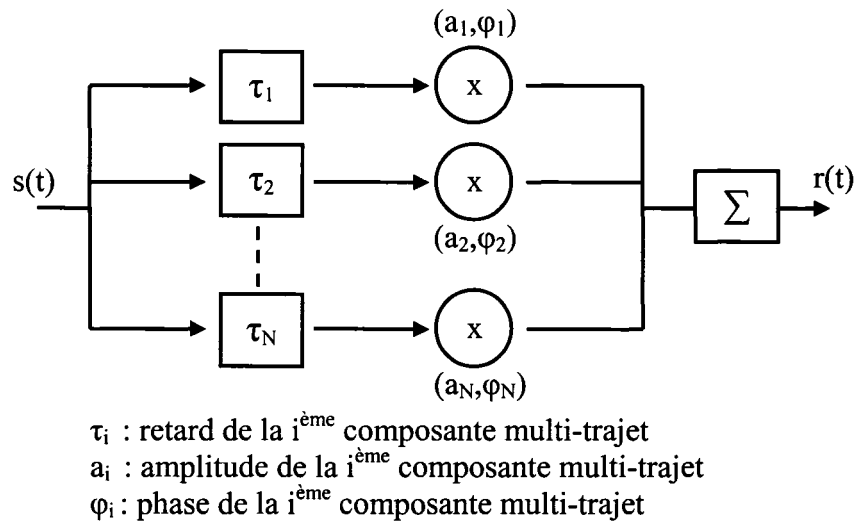 (a₁,φ₁)
τ₁ x
s(t) τ₂ x Σ r(t)
(a₂,φ₂)
τN x
(aN,φN)
τᵢ : retard de la iᵉ̀ᵐᵉ composante multi-trajet
aᵢ : amplitude de la iᵉ̀ᵐᵉ composante multi-trajet
φᵢ : phase de la iᵉ̀ᵐᵉ composante multi-trajet